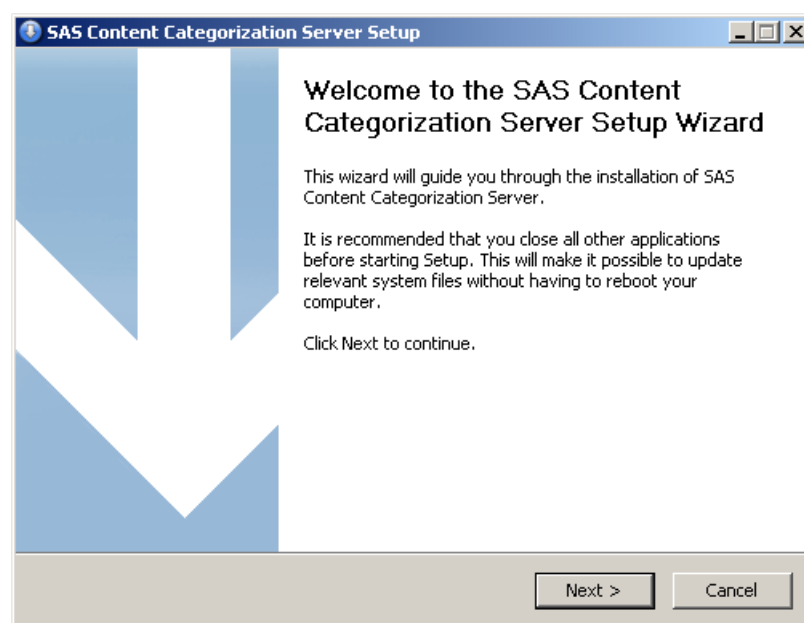 SAS Content Categorization Server Setup
Welcome to the SAS Content
Categorization Server Setup Wizard
This wizard will guide you through the installation of SAS
Content Categorization Server.
It is recommended that you close all other applications
before starting Setup. This will make it possible to update
relevant system files without having to reboot your
computer.
Click Next to continue.
Next >
Cancel